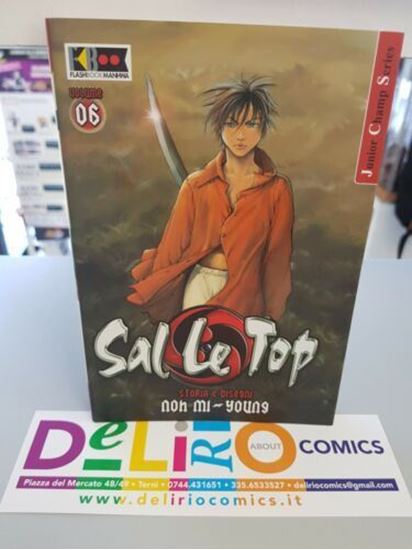 FLASHBOOK MANHWA
VOLUME
06
Junior Champ Series
Sal Le Top
STORIA E DISEGNI
NOH MI-YOUNG
DeLiRiO ABOUT COMICS
Piazza del Mercato 48/49 • Terni • 0744.431651 • 335.6533527 • deliriocomics@gmail.com
www.deliriocomics.it